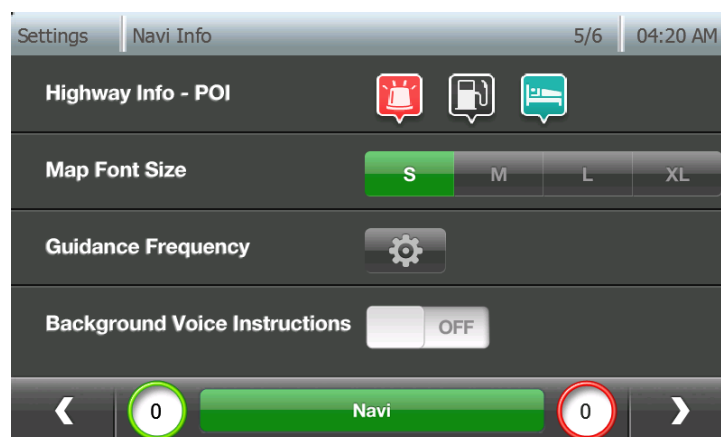 Settings Navi Info 5/6 04:20 AM
Highway Info - POI
Map Font Size S M L XL
Guidance Frequency
Background Voice Instructions OFF
0 Navi 0